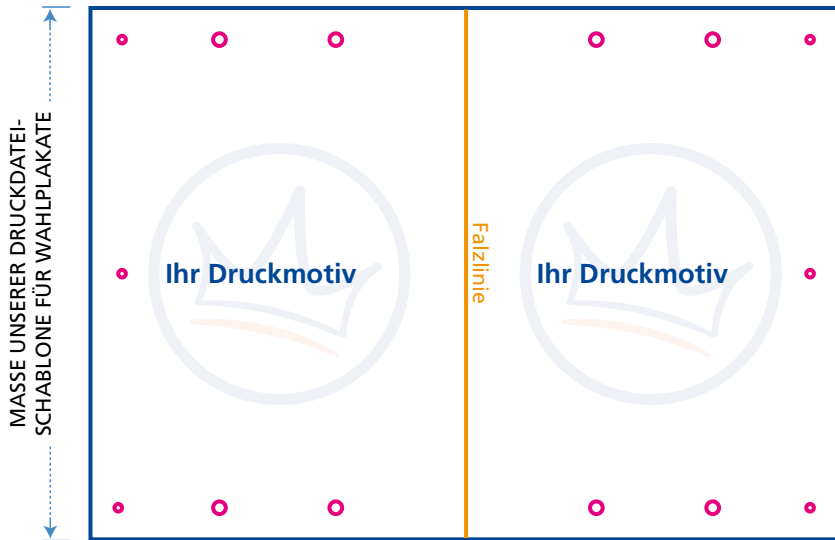 MASSE UNSERER DRUCKDATEI-
SCHABLONE FÜR WAHLPLAKATE
Ihr Druckmotiv
Falzlinie
Ihr Druckmotiv